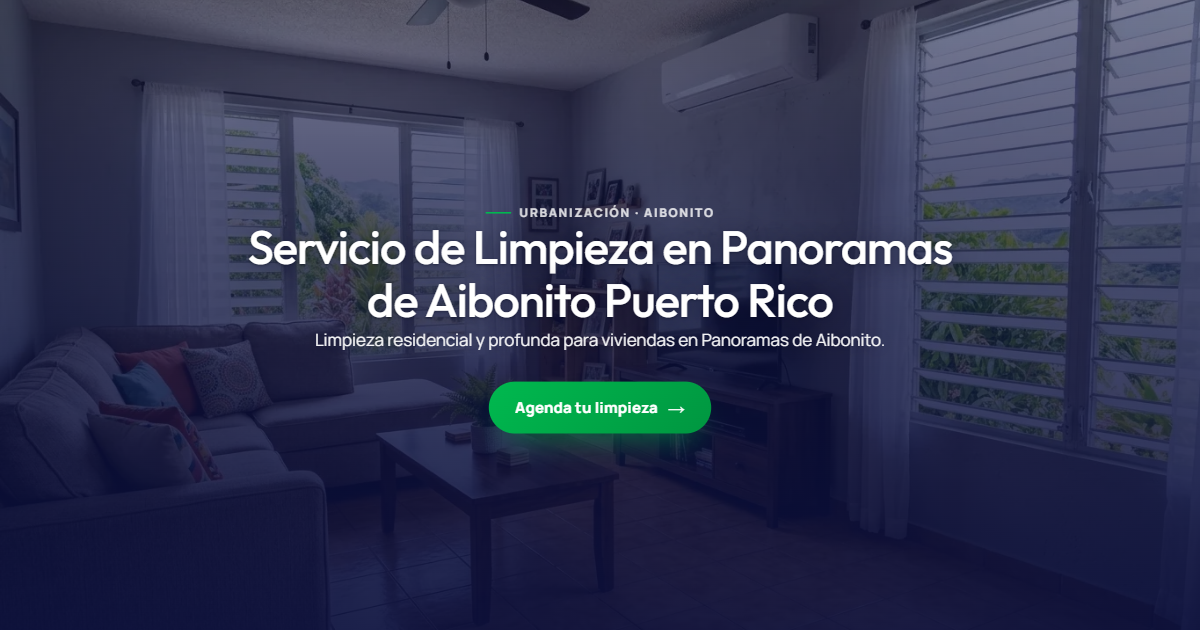 URBANIZACIÓN · AIBONITO
Servicio de Limpieza en Panoramas
de Aibonito Puerto Rico
Limpieza residencial y profunda para viviendas en Panoramas de Aibonito.
Agenda tu limpieza →